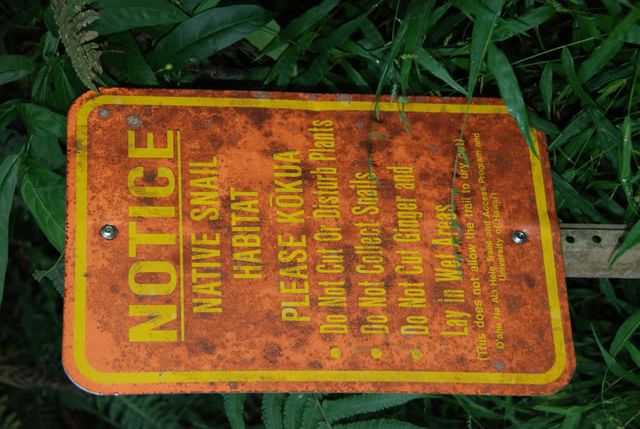 NOTICE
NATIVE SNAIL
HABITAT
PLEASE KŌKUA
• Do Not Cut Or Disturb Plants
• Do Not Collect Snails
• Do Not Cut Ginger and
Lay in Wet Areas
(This does not allow the trail to dry out)
O'ahu Na Ala Hele Trails and Access Program and
University of Hawai'i